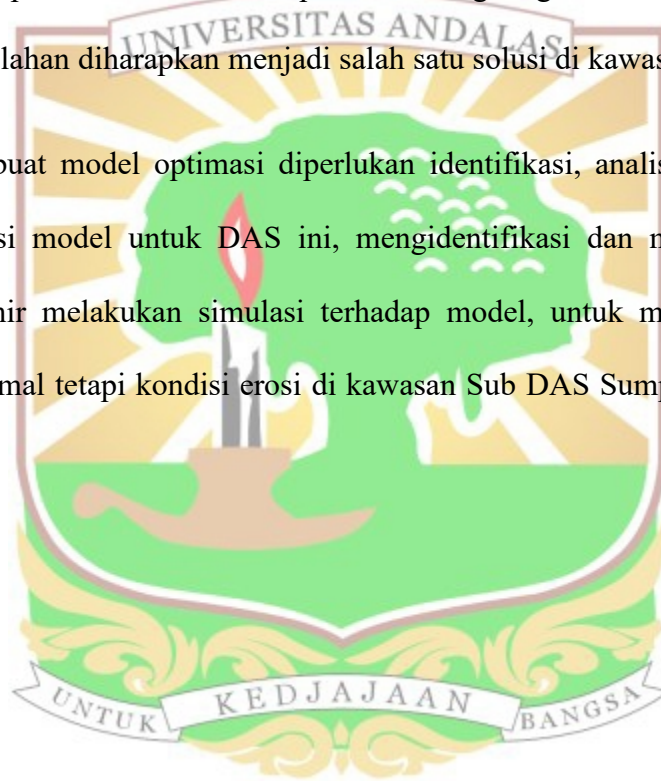 UNIVERSITAS ANDALAS
lahan diharapkan menjadi salah satu solusi di kawas
buat model optimasi diperlukan identifikasi, analis
si model untuk DAS ini, mengidentifikasi dan m
hir melakukan simulasi terhadap model, untuk m
mal tetapi kondisi erosi di kawasan Sub DAS Sump
UNTUK KEDJAJAAN BANGSA